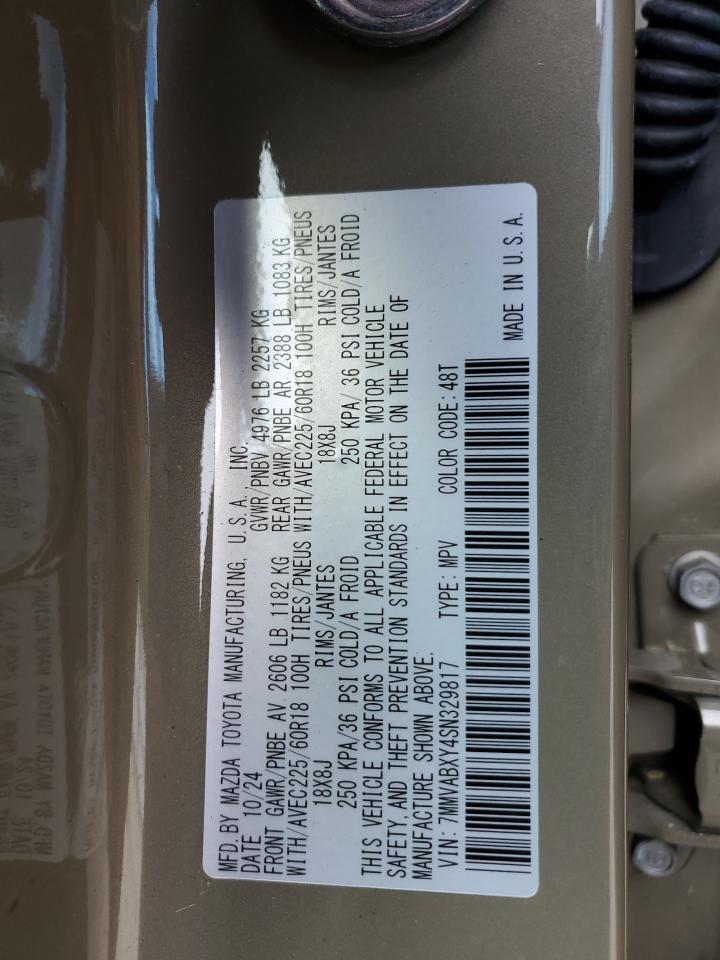 MFD. BY MAZDA TOYOTA MANUFACTURING, U.S.A., INC.
DATE 10/24 GVWR/PNBV 4976 LB 2257 KG
FRONT GAWR/PNBE AV 2606 LB 1182 KG REAR GAWR/PNBE AR 2388 LB 1083 KG
WITH/AVEC225/60R18 100H TIRES/PNEUS WITH/AVEC225/60R18 100H TIRES/PNEUS
18X8J RIMS/JANTES 18X8J RIMS/JANTES
250 KPA/36 PSI COLD/A FROID 250 KPA/ 36 PSI COLD/A FROID
THIS VEHICLE CONFORMS TO ALL APPLICABLE FEDERAL MOTOR VEHICLE
SAFETY, AND THEFT PREVENTION STANDARDS IN EFFECT ON THE DATE OF
MANUFACTURE SHOWN ABOVE.
VIN: 7MMVABXY4SN329817 TYPE: MPV COLOR CODE: 48T
MADE IN U.S.A.